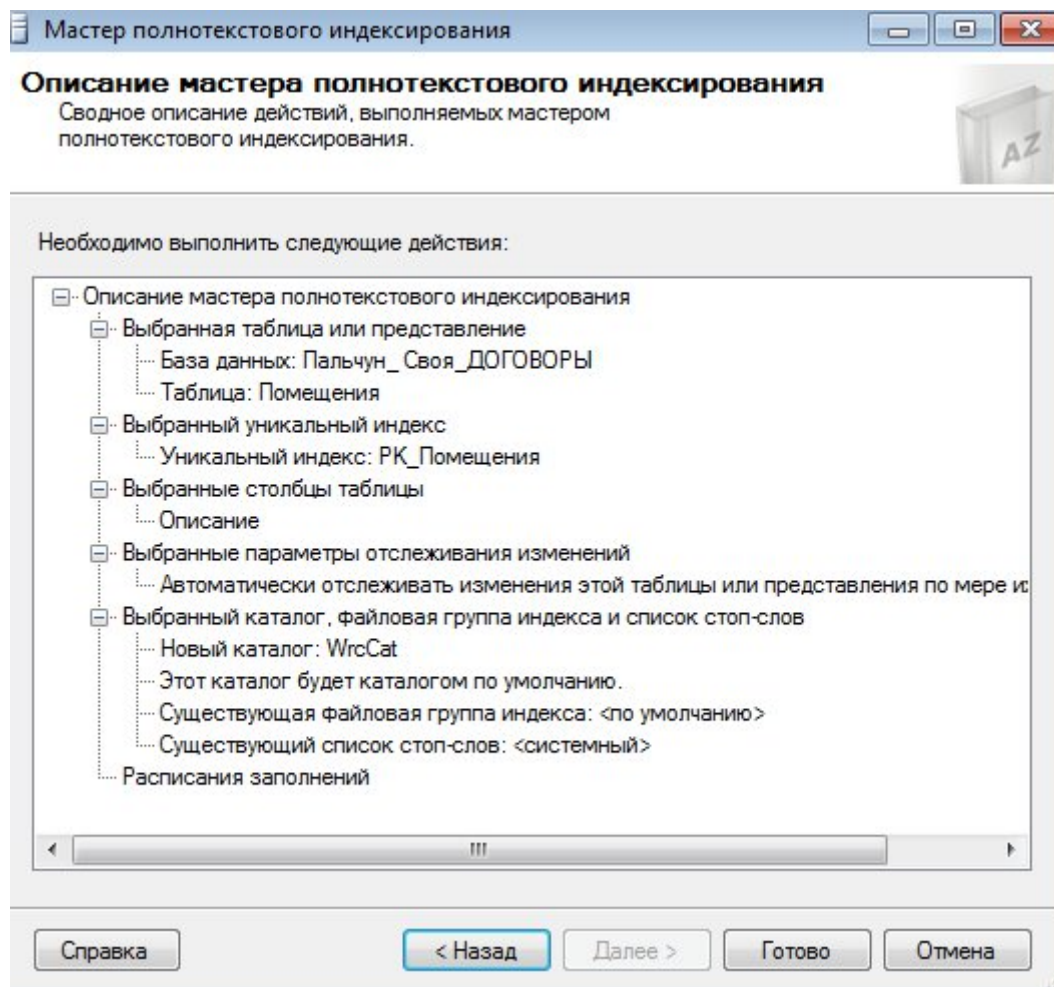 Мастер полнотекстового индексирования
Описание мастера полнотекстового индексирования
Сводное описание действий, выполняемых мастером
полнотекстового индексирования.
AZ
Необходимо выполнить следующие действия:
Описание мастера полнотекстового индексирования
Выбранная таблица или представление
База данных: Пальчун_ Своя_ДОГОВОРЫ
Таблица: Помещения
Выбранный уникальный индекс
Уникальный индекс: PK_Помещения
Выбранные столбцы таблицы
Описание
Выбранные параметры отслеживания изменений
Автоматически отслеживать изменения этой таблицы или представления по мере
Выбранный каталог, файловая группа индекса и список стоп-слов
Новый каталог: WrcCat
Этот каталог будет каталогом по умолчанию.
Существующая файловая группа индекса: <по умолчанию>
Существующий список стоп-слов: <системный>
Расписания заполнений
Справка
< Назад
Далее >
Готово
Отмена